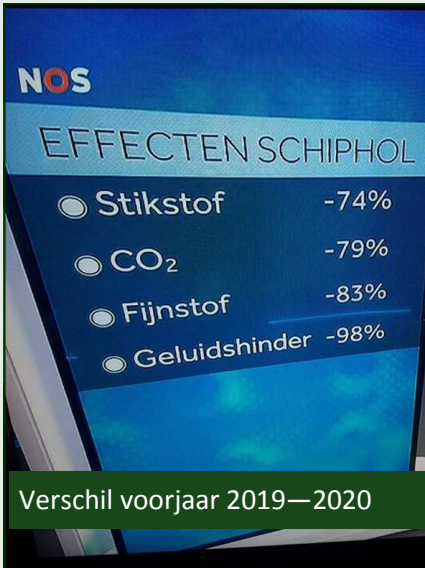 NOS
EFFECTEN SCHIPHOL
Stikstof -74%
CO₂ -79%
Fijnstof -83%
Geluidshinder -98%
Verschil voorjaar 2019—2020